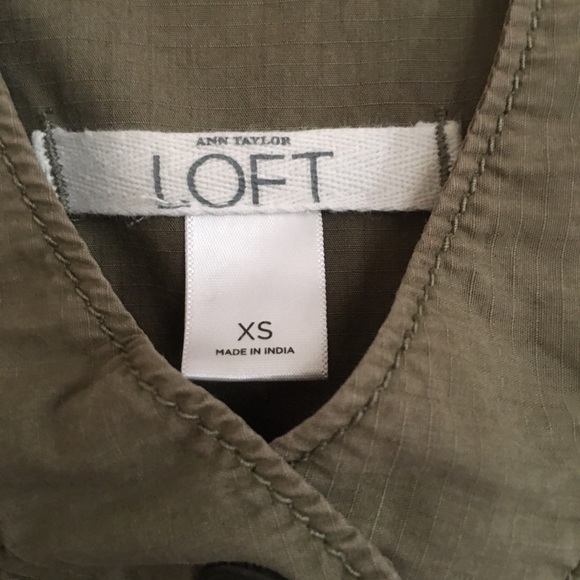 ANN TAYLOR
LOFT
XS
MADE IN INDIA